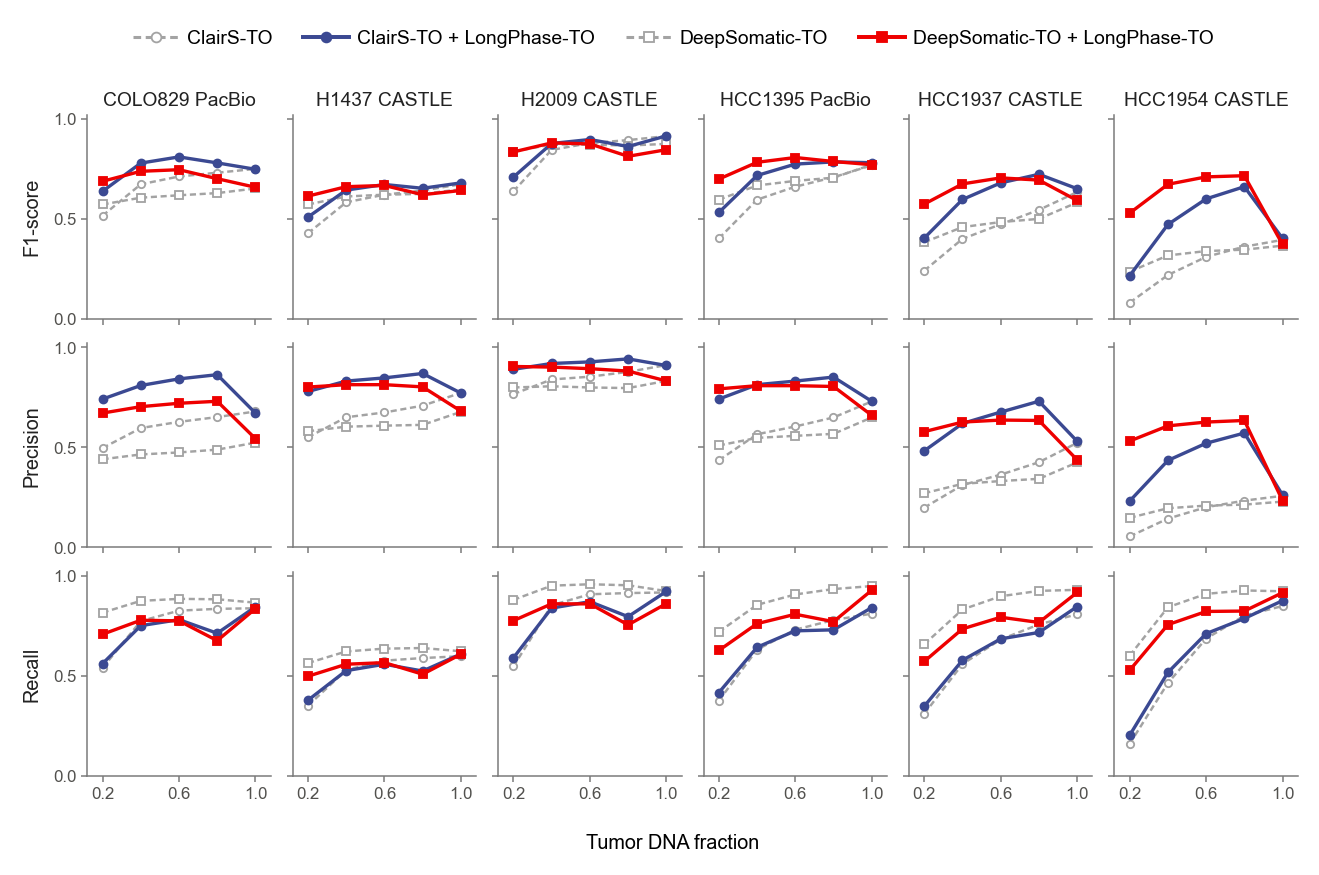 ClairS-TO ClairS-TO + LongPhase-TO DeepSomatic-TO DeepSomatic-TO + LongPhase-TO
COLO829 PacBio H1437 CASTLE H2009 CASTLE HCC1395 PacBio HCC1937 CASTLE HCC1954 CASTLE
F1-score
1.0
0.5
0.0
Precision
1.0
0.5
0.0
Recall
1.0
0.5
0.0
0.2 0.6 1.0 0.2 0.6 1.0 0.2 0.6 1.0 0.2 0.6 1.0 0.2 0.6 1.0 0.2 0.6 1.0
Tumor DNA fraction